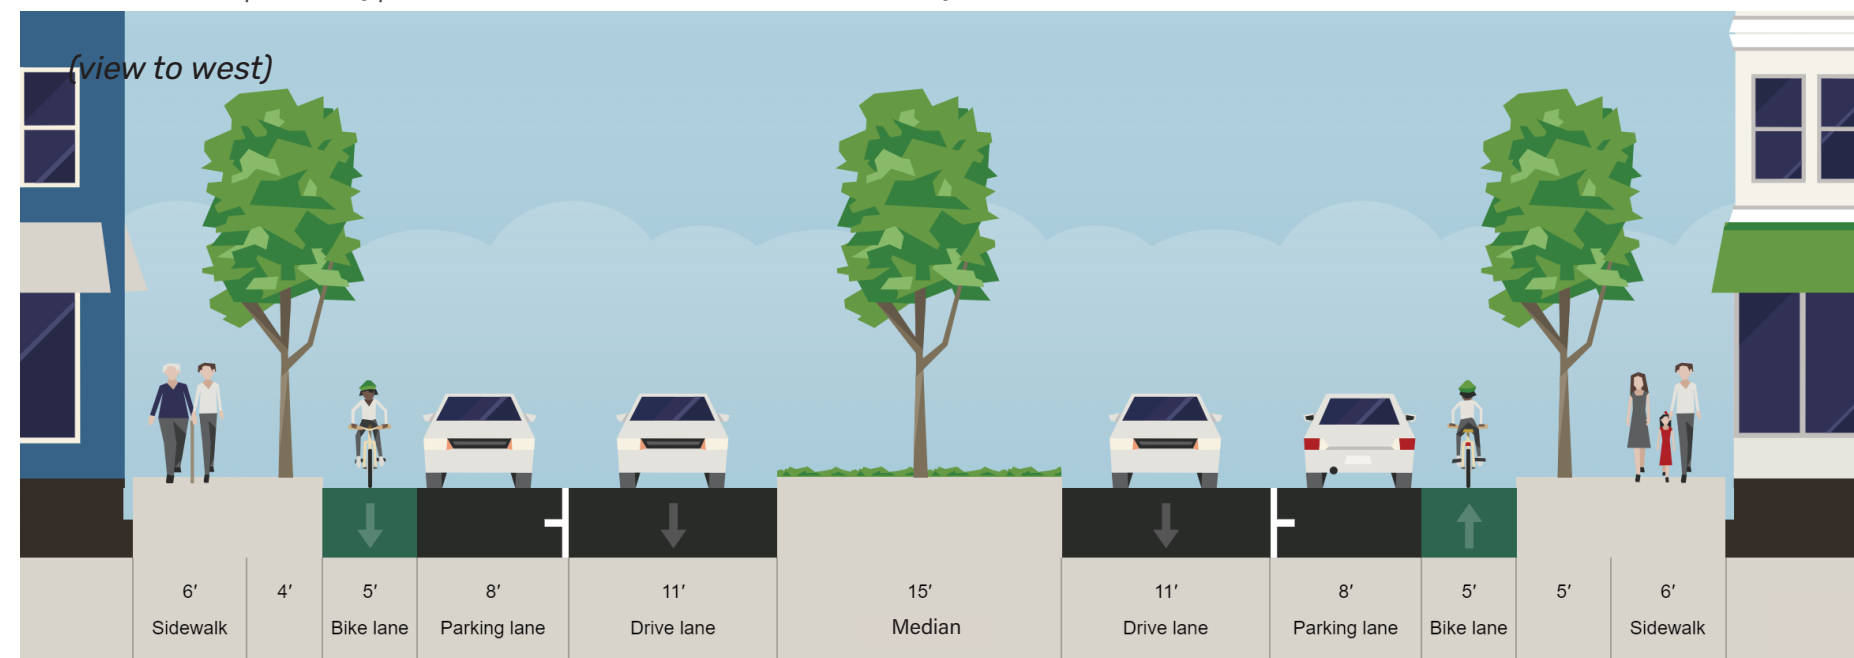 (view to west)
6′ 4′ 5′ 8′ 11′ 15′ 11′ 8′ 5′ 5′ 6′
Sidewalk Bike lane Parking lane Drive lane Median Drive lane Parking lane Bike lane Sidewalk